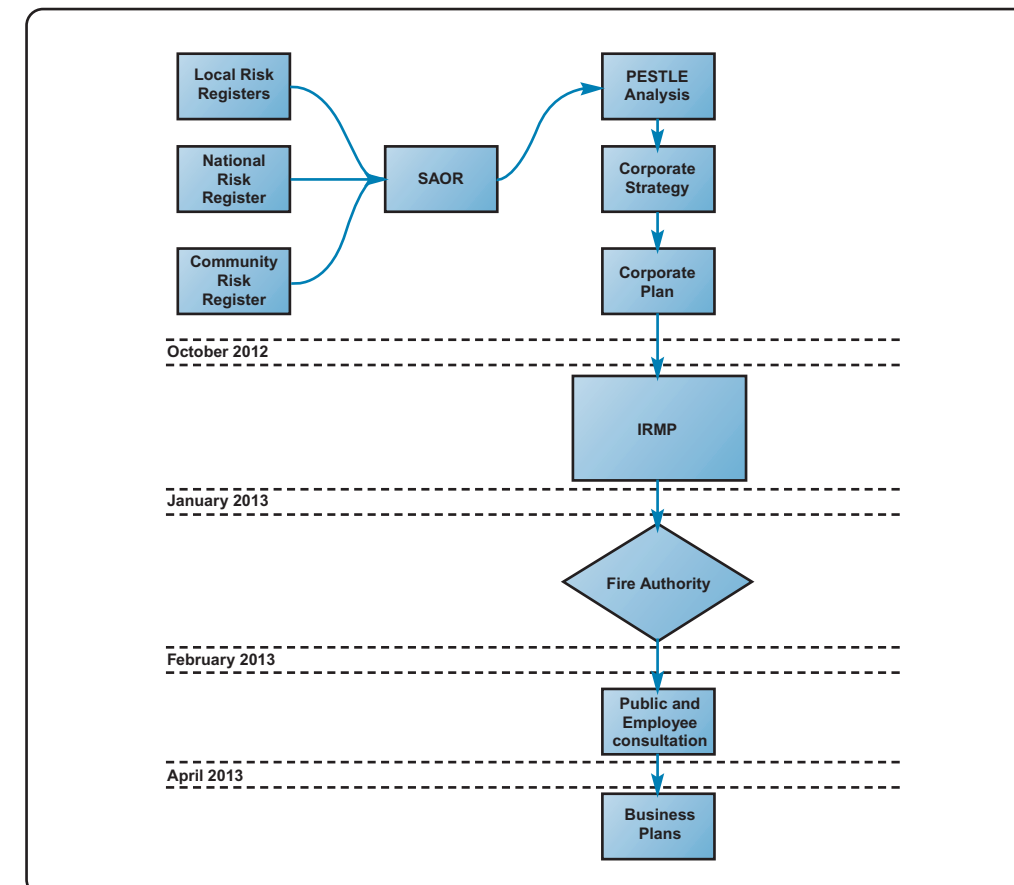 Local Risk
Registers
PESTLE
Analysis
National
Risk
Register
SAOR
Corporate
Strategy
Community
Risk
Register
Corporate
Plan
October 2012
IRMP
January 2013
Fire Authority
February 2013
Public and
Employee
consultation
April 2013
Business
Plans